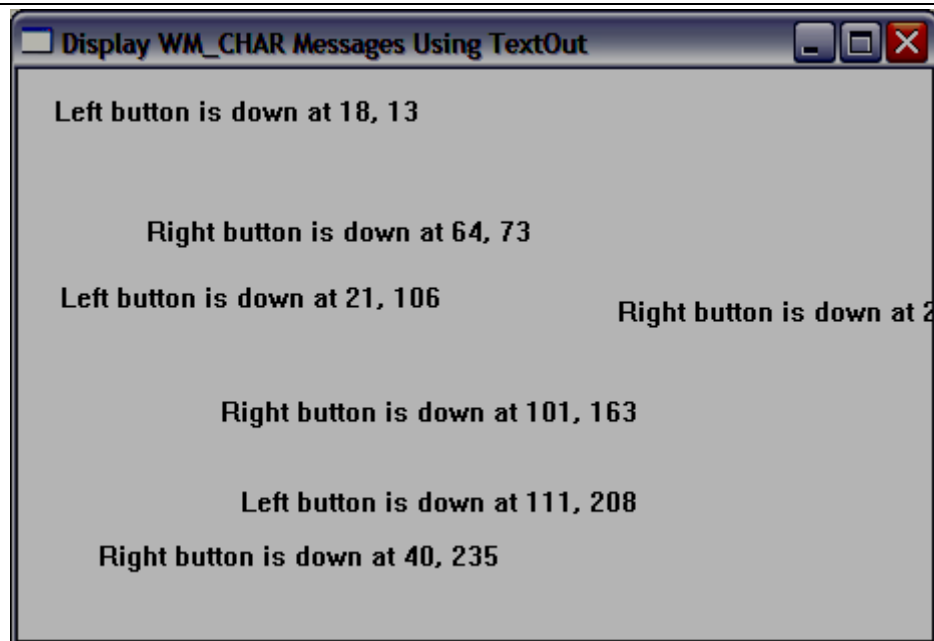 Display WM_CHAR Messages Using TextOut
Left button is down at 18, 13
Right button is down at 64, 73
Left button is down at 21, 106
Right button is down at
Right button is down at 101, 163
Left button is down at 111, 208
Right button is down at 40, 235